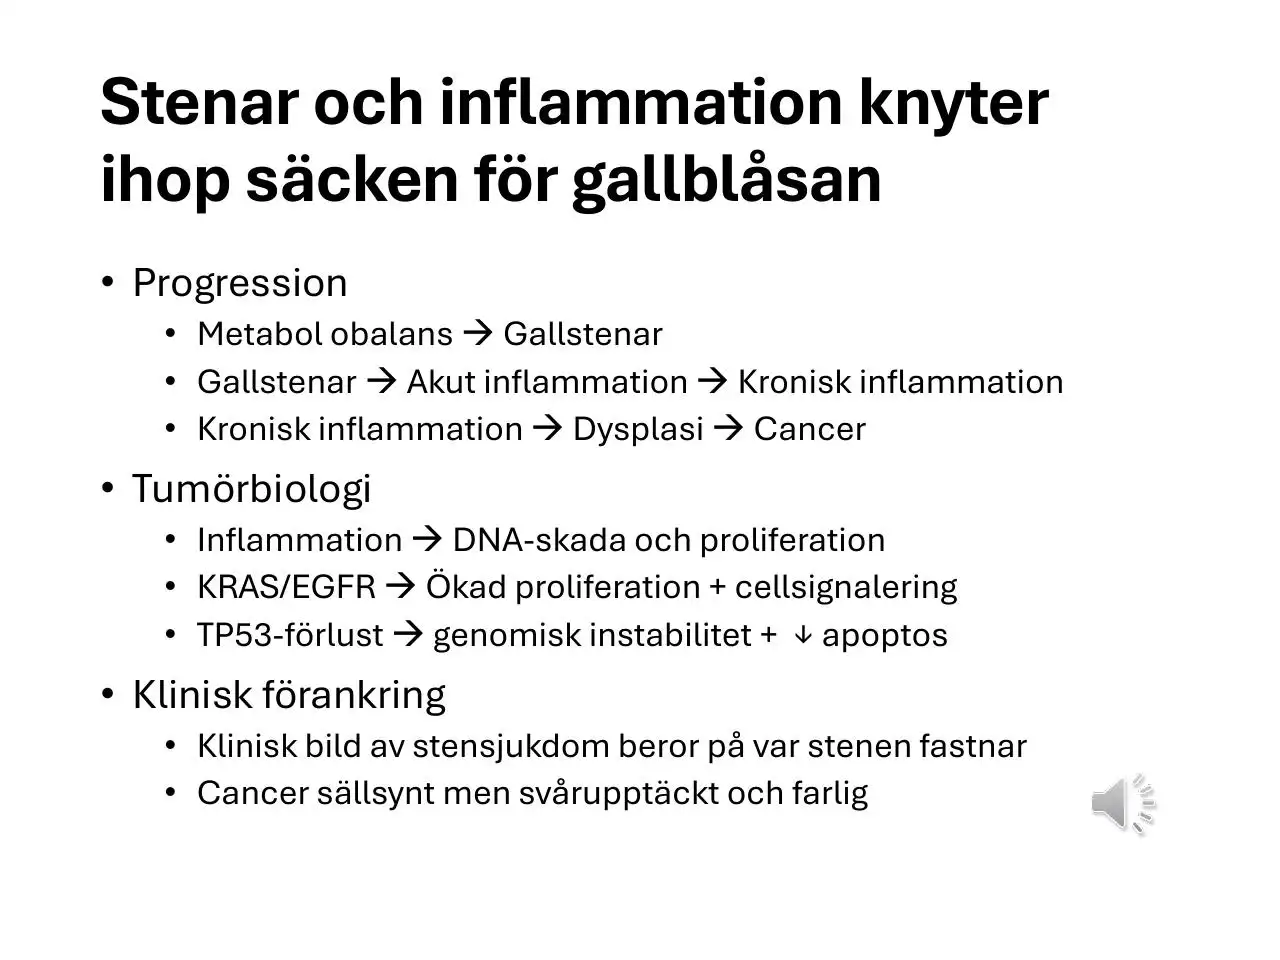 Stenar och inflammation knyter
ihop säcken för gallblåsan
• Progression
• Metabol obalans → Gallstenar
• Gallstenar → Akut inflammation → Kronisk inflammation
• Kronisk inflammation → Dysplasi → Cancer
• Tumörbiologi
• Inflammation → DNA-skada och proliferation
• KRAS/EGFR → Ökad proliferation + cellsignalering
• TP53-förlust → genomisk instabilitet + ↓ apoptos
• Klinisk förankring
• Klinisk bild av stensjukdom beror på var stenen fastnar
• Cancer sällsynt men svårupptäckt och farlig